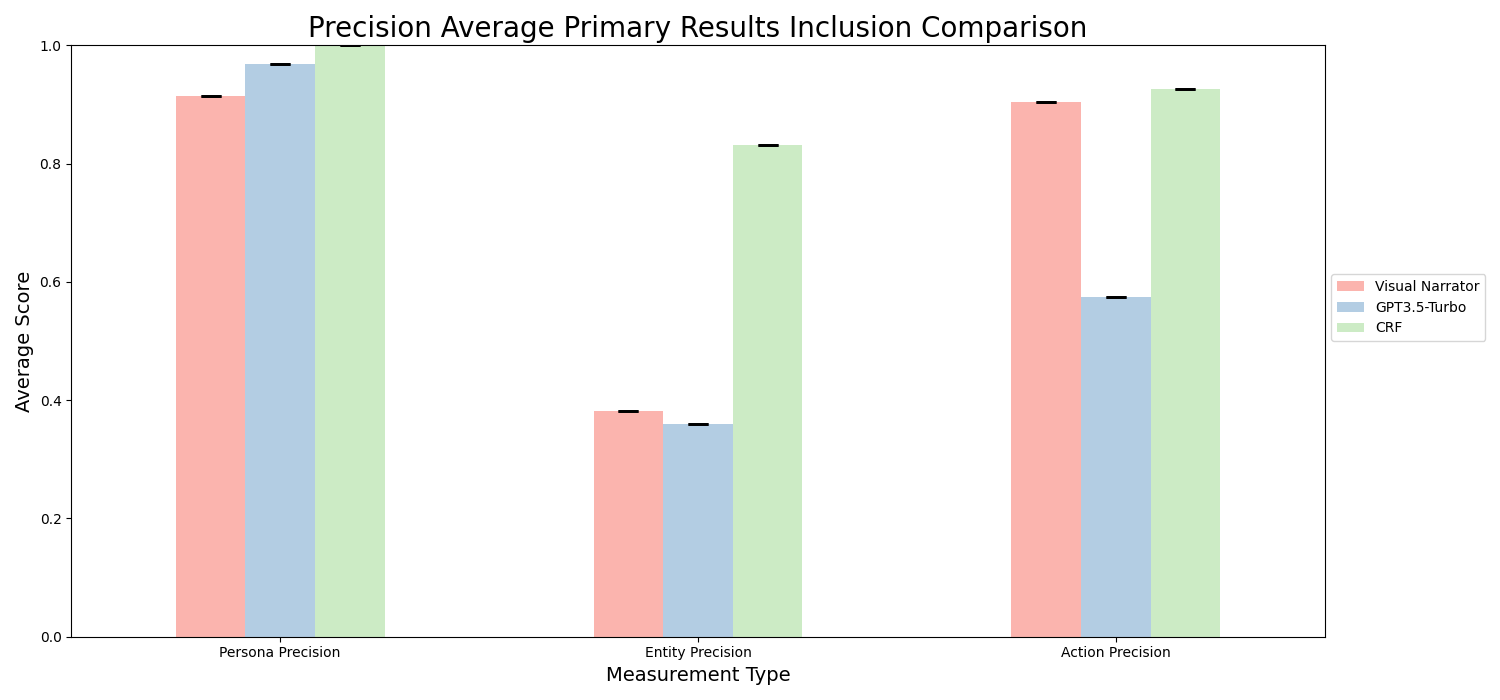 Precision Average Primary Results Inclusion Comparison
1.0
0.8
0.6
0.4
0.2
0.0
Average Score
Persona Precision
Entity Precision
Action Precision
Measurement Type
Visual Narrator
GPT3.5-Turbo
CRF